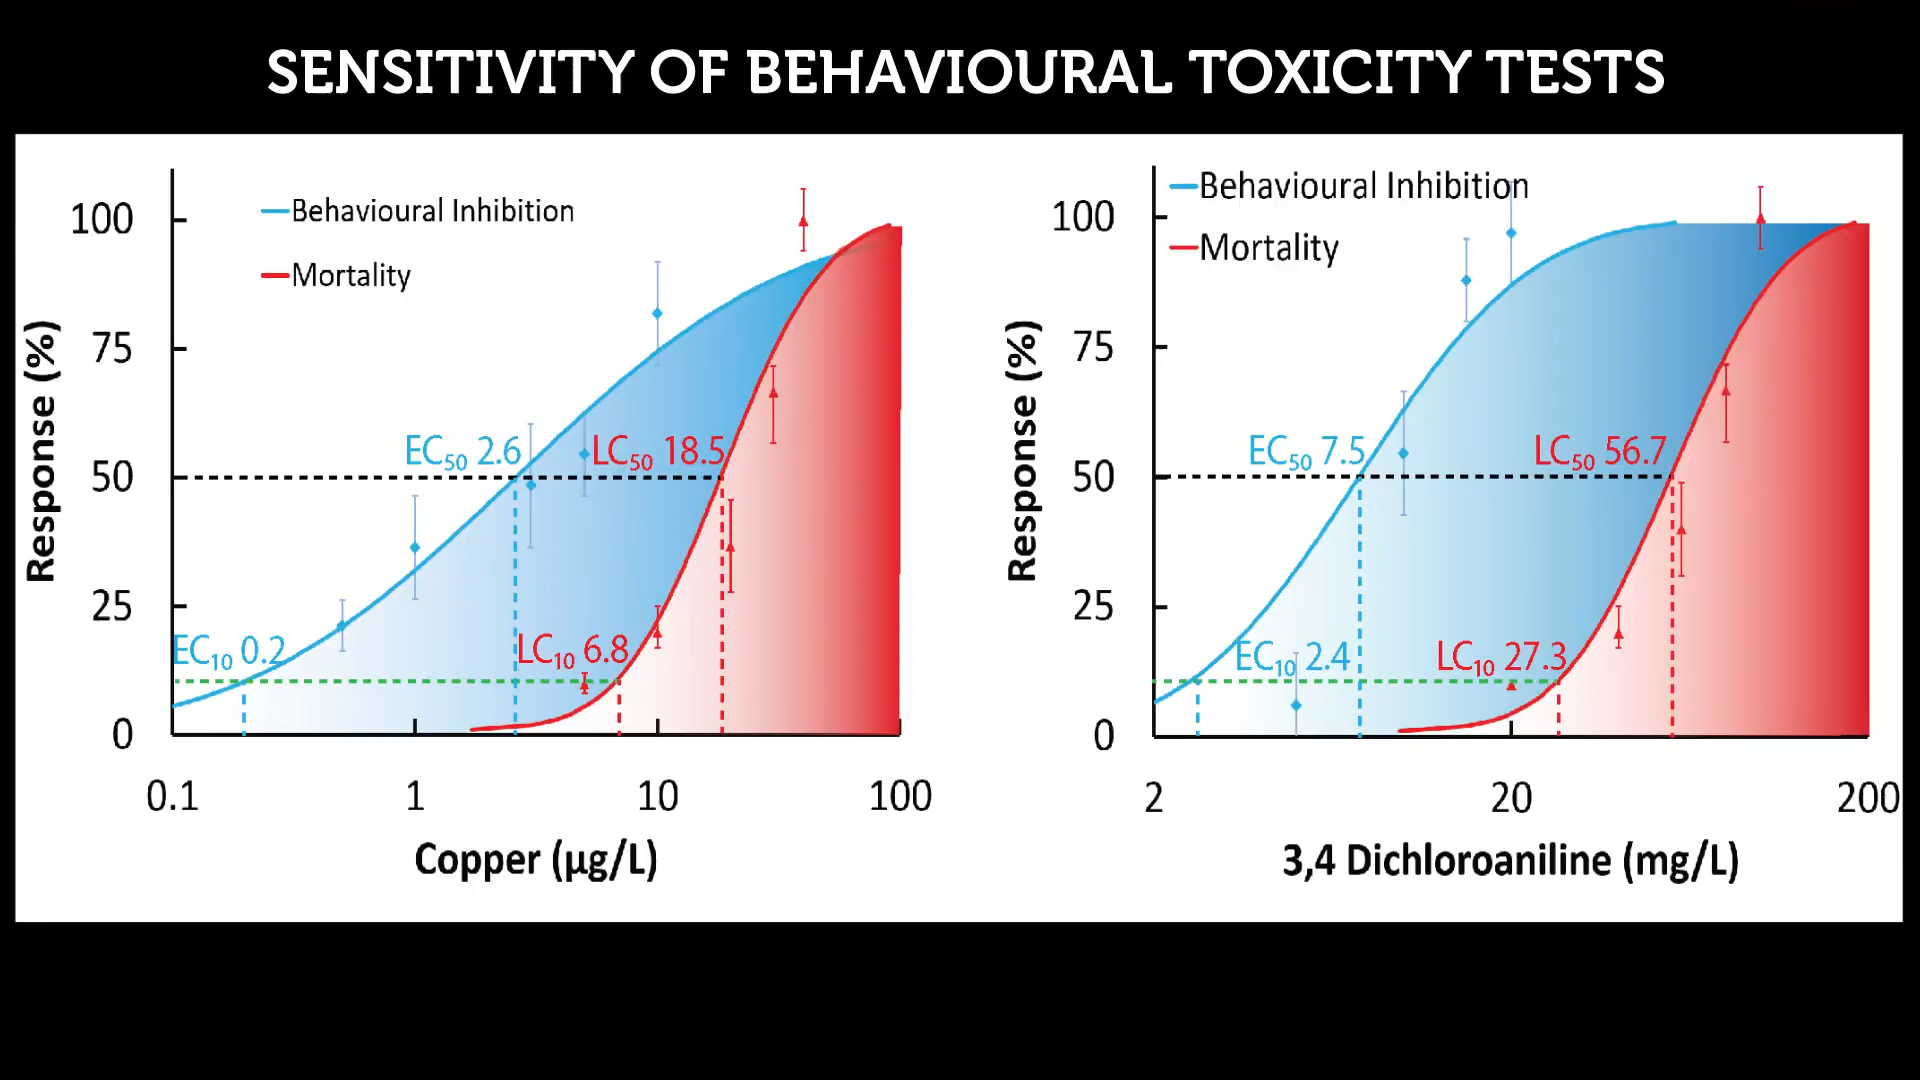 SENSITIVITY OF BEHAVIOURAL TOXICITY TESTS
Behavioural Inhibition
Mortality
Response (%)
100
75
50
25
0
EC₅₀ 2.6
LC₅₀ 18.5
EC₁₀ 0.2
LC₁₀ 6.8
0.1
1
10
100
Copper (µg/L)
Behavioural Inhibition
Mortality
Response (%)
100
75
50
25
0
EC₅₀ 7.5
LC₅₀ 56.7
EC₁₀ 2.4
LC₁₀ 27.3
2
20
200
3,4 Dichloroaniline (mg/L)